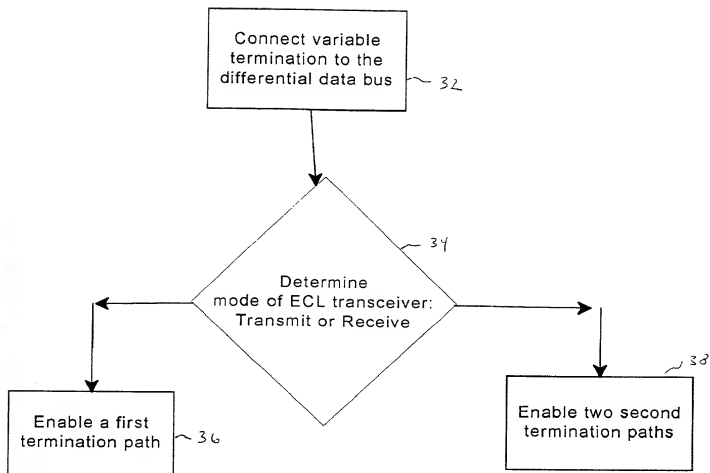 Connect variable
termination to the
differential data bus
32
34
Determine
mode of ECL transceiver:
Transmit or Receive
Enable a first
termination path
36
38
Enable two second
termination paths